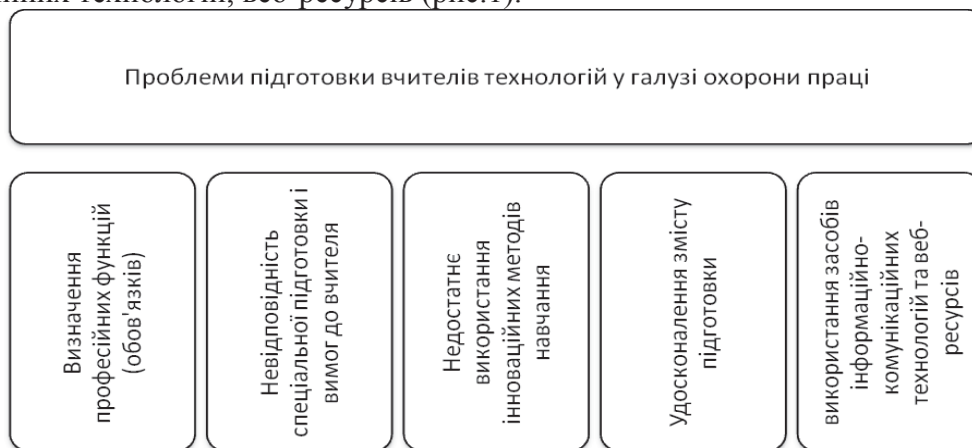 технологій, веб-ресурсів (рис.1).
Проблеми підготовки вчителів технологій у галузі охорони праці
Визначення
професійних функцій
(обов'язків)
Невідповідність
спеціальної підготовки і
вимог до вчителя
Недостатнє
використання
інноваційних методів
навчання
Удосконалення змісту
підготовки
використання засобів
інформаційно-
комунікаційних
технологій та веб-
ресурсів